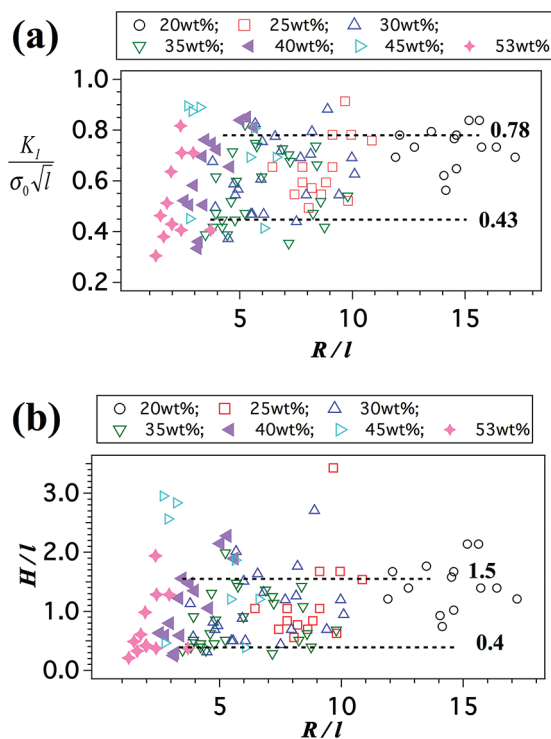 (a)
20wt%; 25wt%; 30wt%;
35wt%; 40wt%; 45wt%; 53wt%
K_I / σ₀√l
1.0
0.8
0.6
0.4
0.2
0.78
0.43
5 10 15
R / l
(b)
20wt%; 25wt%; 30wt%;
35wt%; 40wt%; 45wt%; 53wt%
H / l
3.0
2.0
1.0
0.0
1.5
0.4
5 10 15
R / l